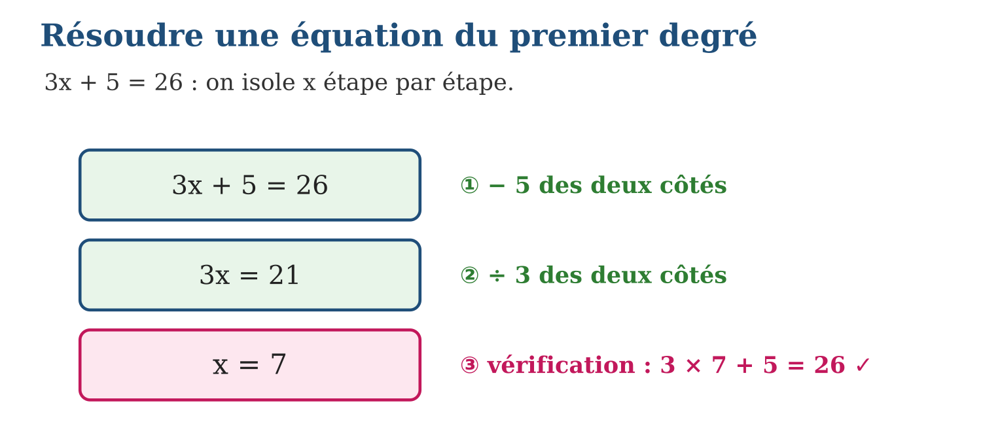 Résoudre une équation du premier degré
3x + 5 = 26 : on isole x étape par étape.
3x + 5 = 26
① − 5 des deux côtés
3x = 21
② ÷ 3 des deux côtés
x = 7
③ vérification : 3 × 7 + 5 = 26 ✓